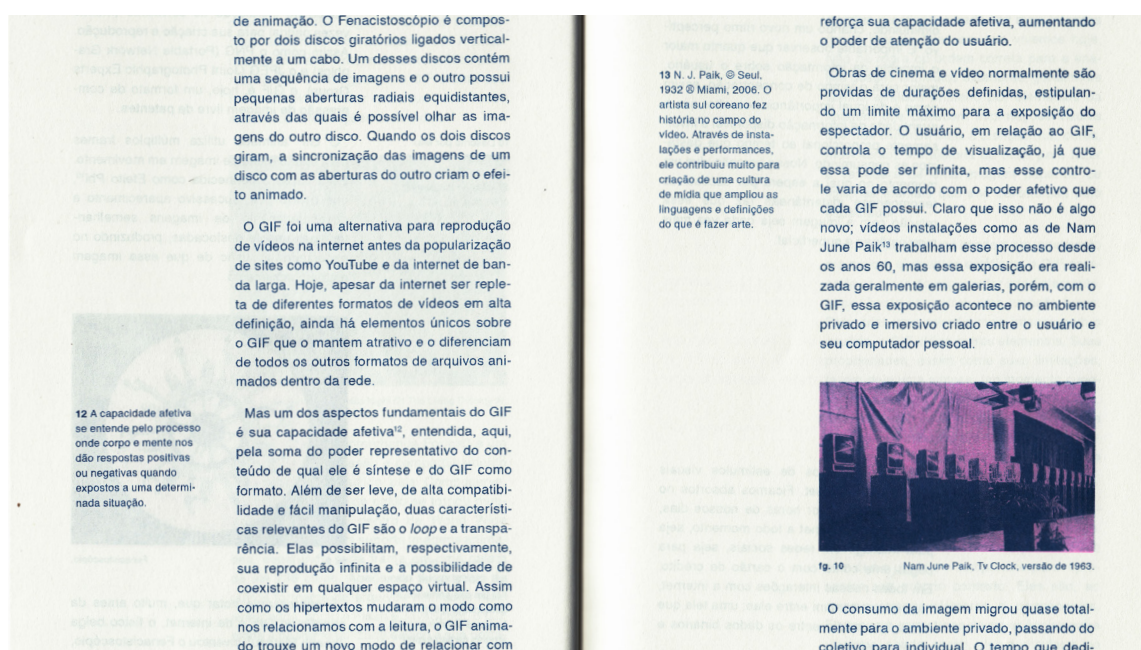 de animação. O Fenacistoscópio é compos-
to por dois discos giratórios ligados vertical-
mente a um cabo. Um desses discos contém
uma sequência de imagens e o outro possui
pequenas aberturas radiais equidistantes,
através das quais é possível olhar as ima-
gens do outro disco. Quando os dois discos
giram, a sincronização das imagens de um
disco com as aberturas do outro criam o efei-
to animado.
O GIF foi uma alternativa para reprodução
de vídeos na internet antes da popularização
de sites como YouTube e da internet de ban-
da larga. Hoje, apesar da internet ser reple-
ta de diferentes formatos de vídeos em alta
definição, ainda há elementos únicos sobre
o GIF que o mantem atrativo e o diferenciam
de todos os outros formatos de arquivos ani-
mados dentro da rede.
12 A capacidade afetiva
se entende pelo processo
onde corpo e mente nos
dão respostas positivas
ou negativas quando
expostos a uma determi-
nada situação.
Mas um dos aspectos fundamentais do GIF
é sua capacidade afetiva¹², entendida, aqui,
pela soma do poder representativo do con-
teúdo de qual ele é síntese e do GIF como
formato. Além de ser leve, de alta compatibi-
lidade e fácil manipulação, duas característi-
cas relevantes do GIF são o loop e a transpa-
rência. Elas possibilitam, respectivamente,
sua reprodução infinita e a possibilidade de
coexistir em qualquer espaço virtual. Assim
como os hipertextos mudaram o modo como
nos relacionamos com a leitura, o GIF anima-
do trouxe um novo modo de relacionar com
reforça sua capacidade afetiva, aumentando
o poder de atenção do usuário.
13 N. J. Paik, Seul,
1932 Miami, 2006. O
artista sul coreano fez
história no campo do
vídeo. Através de insta-
lações e performances,
ele contribuiu muito para
criação de uma cultura
de mídia que ampliou as
linguagens e definições
do que é fazer arte.
Obras de cinema e vídeo normalmente são
providas de durações definidas, estipulan-
do um limite máximo para a exposição do
espectador. O usuário, em relação ao GIF,
controla o tempo de visualização, já que
essa pode ser infinita, mas esse contro-
le varia de acordo com o poder afetivo que
cada GIF possui. Claro que isso não é algo
novo; vídeos instalações como as de Nam
June Paik¹³ trabalham esse processo desde
os anos 60, mas essa exposição era reali-
zada geralmente em galerias, porém, com o
GIF, essa exposição acontece no ambiente
privado e imersivo criado entre o usuário e
seu computador pessoal.
fg. 10 Nam June Paik, Tv Clock, versão de 1963.
O consumo da imagem migrou quase total-
mente para o ambiente privado, passando do
coletivo para individual. O tempo que dedi-